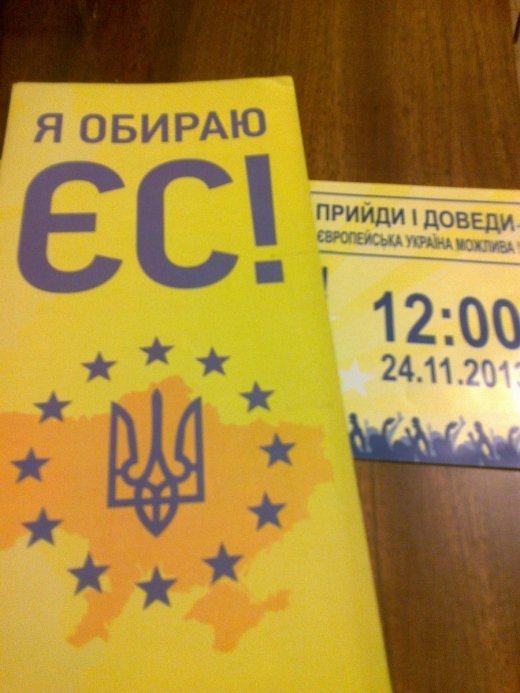 Я ОБИРАЮ
ЄС!
ПРИЙДИ І ДОВЕДИ-
ЄВРОПЕЙСЬКА УКРАЇНА МОЖЛИВА!
12:00
24.11.2013